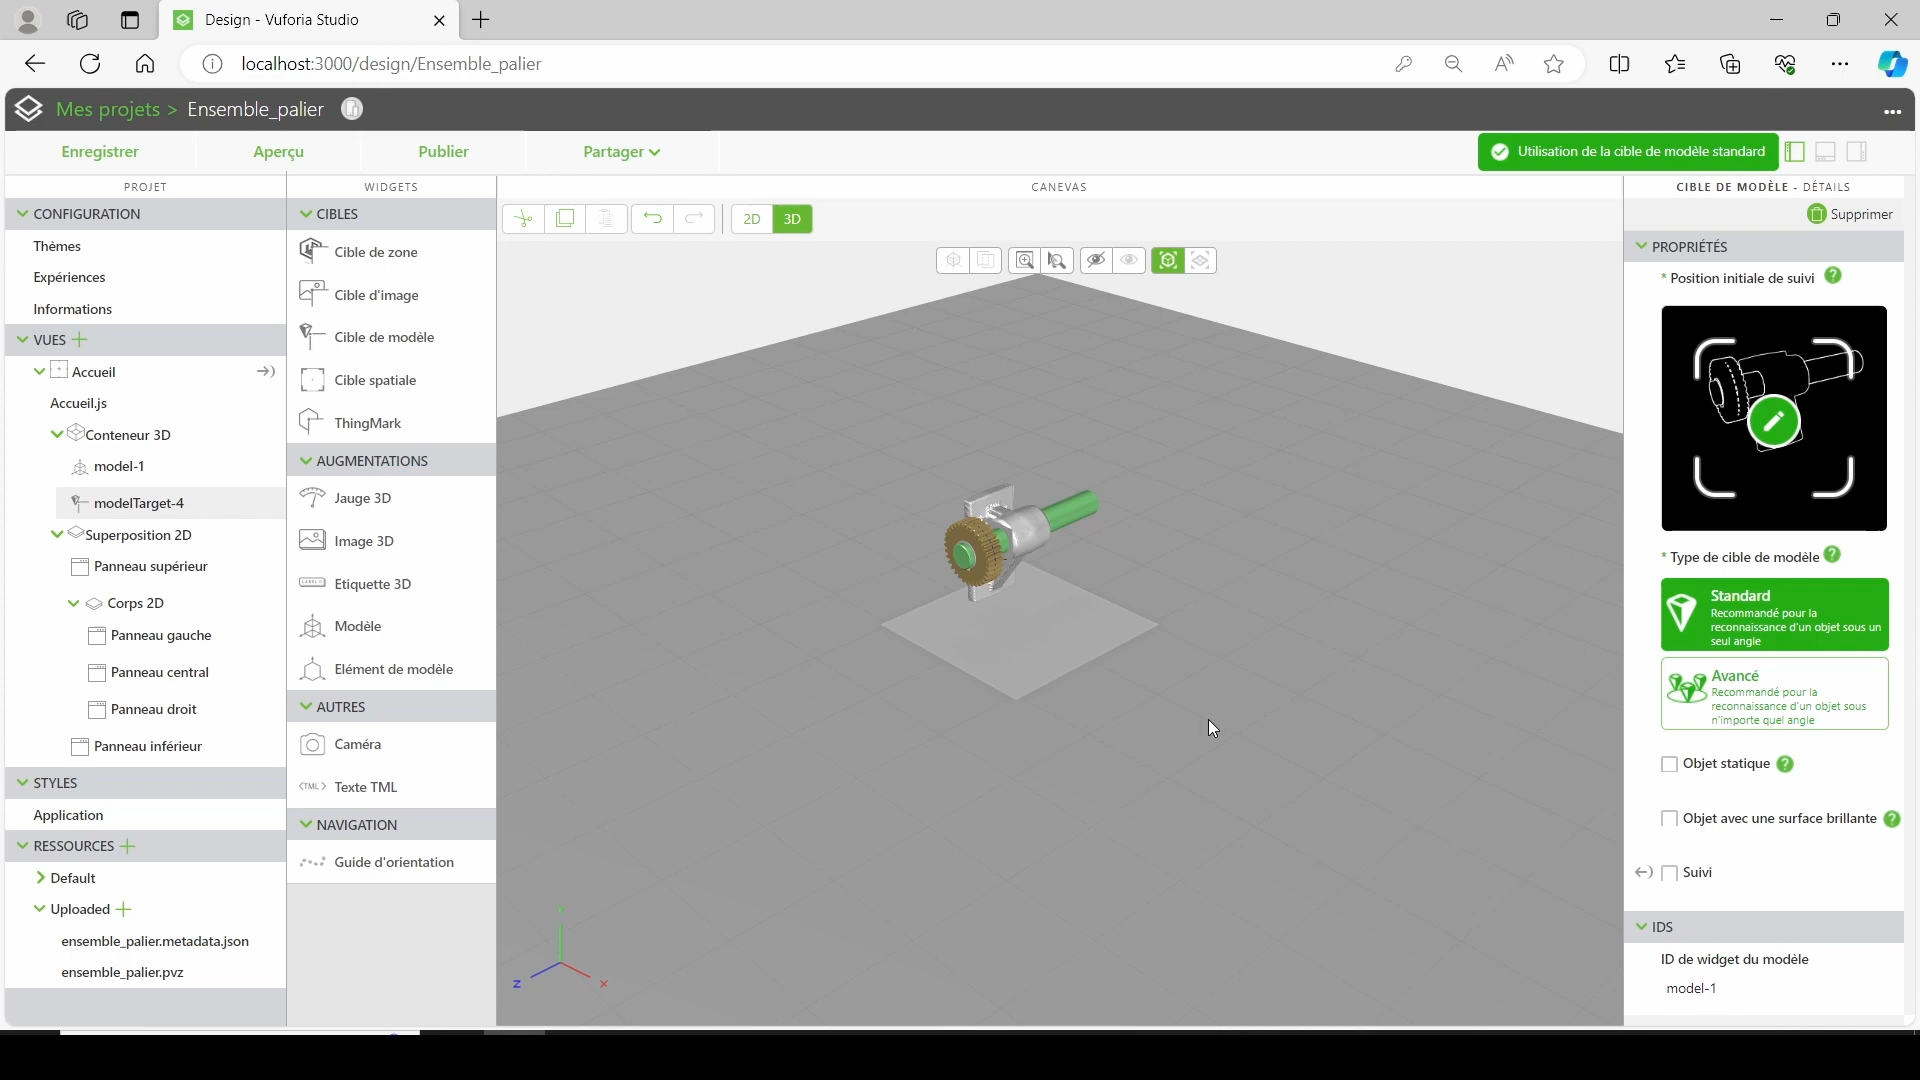 Design - Vuforia Studio
localhost:3000/design/Ensemble_palier
Mes projets > Ensemble_palier
Enregistrer
Aperçu
Publier
Partager
Utilisation de la cible de modèle standard
PROJET
CONFIGURATION
Thèmes
Expériences
Informations
VUES
Accueil
Accueil.js
Conteneur 3D
model-1
modelTarget-4
Superposition 2D
Panneau supérieur
Corps 2D
Panneau gauche
Panneau central
Panneau droit
Panneau inférieur
STYLES
Application
RESSOURCES
Default
Uploaded
ensemble_palier.metadata.json
ensemble_palier.pvz
WIDGETS
CIBLES
Cible de zone
Cible d'image
Cible de modèle
Cible spatiale
ThingMark
AUGMENTATIONS
Jauge 3D
Image 3D
Etiquette 3D
Modèle
Elément de modèle
AUTRES
Caméra
<TML> Texte TML
NAVIGATION
Guide d'orientation
CANEVAS
2D
3D
z
x
CIBLE DE MODÈLE - DÉTAILS
Supprimer
PROPRIÉTÉS
* Position initiale de suivi ?
* Type de cible de modèle ?
Standard
Recommandé pour la
reconnaissance d'un objet sous un
seul angle
Avancé
Recommandé pour la
reconnaissance d'un objet sous
n'importe quel angle
Objet statique ?
Objet avec une surface brillante ?
Suivi
IDS
ID de widget du modèle
model-1